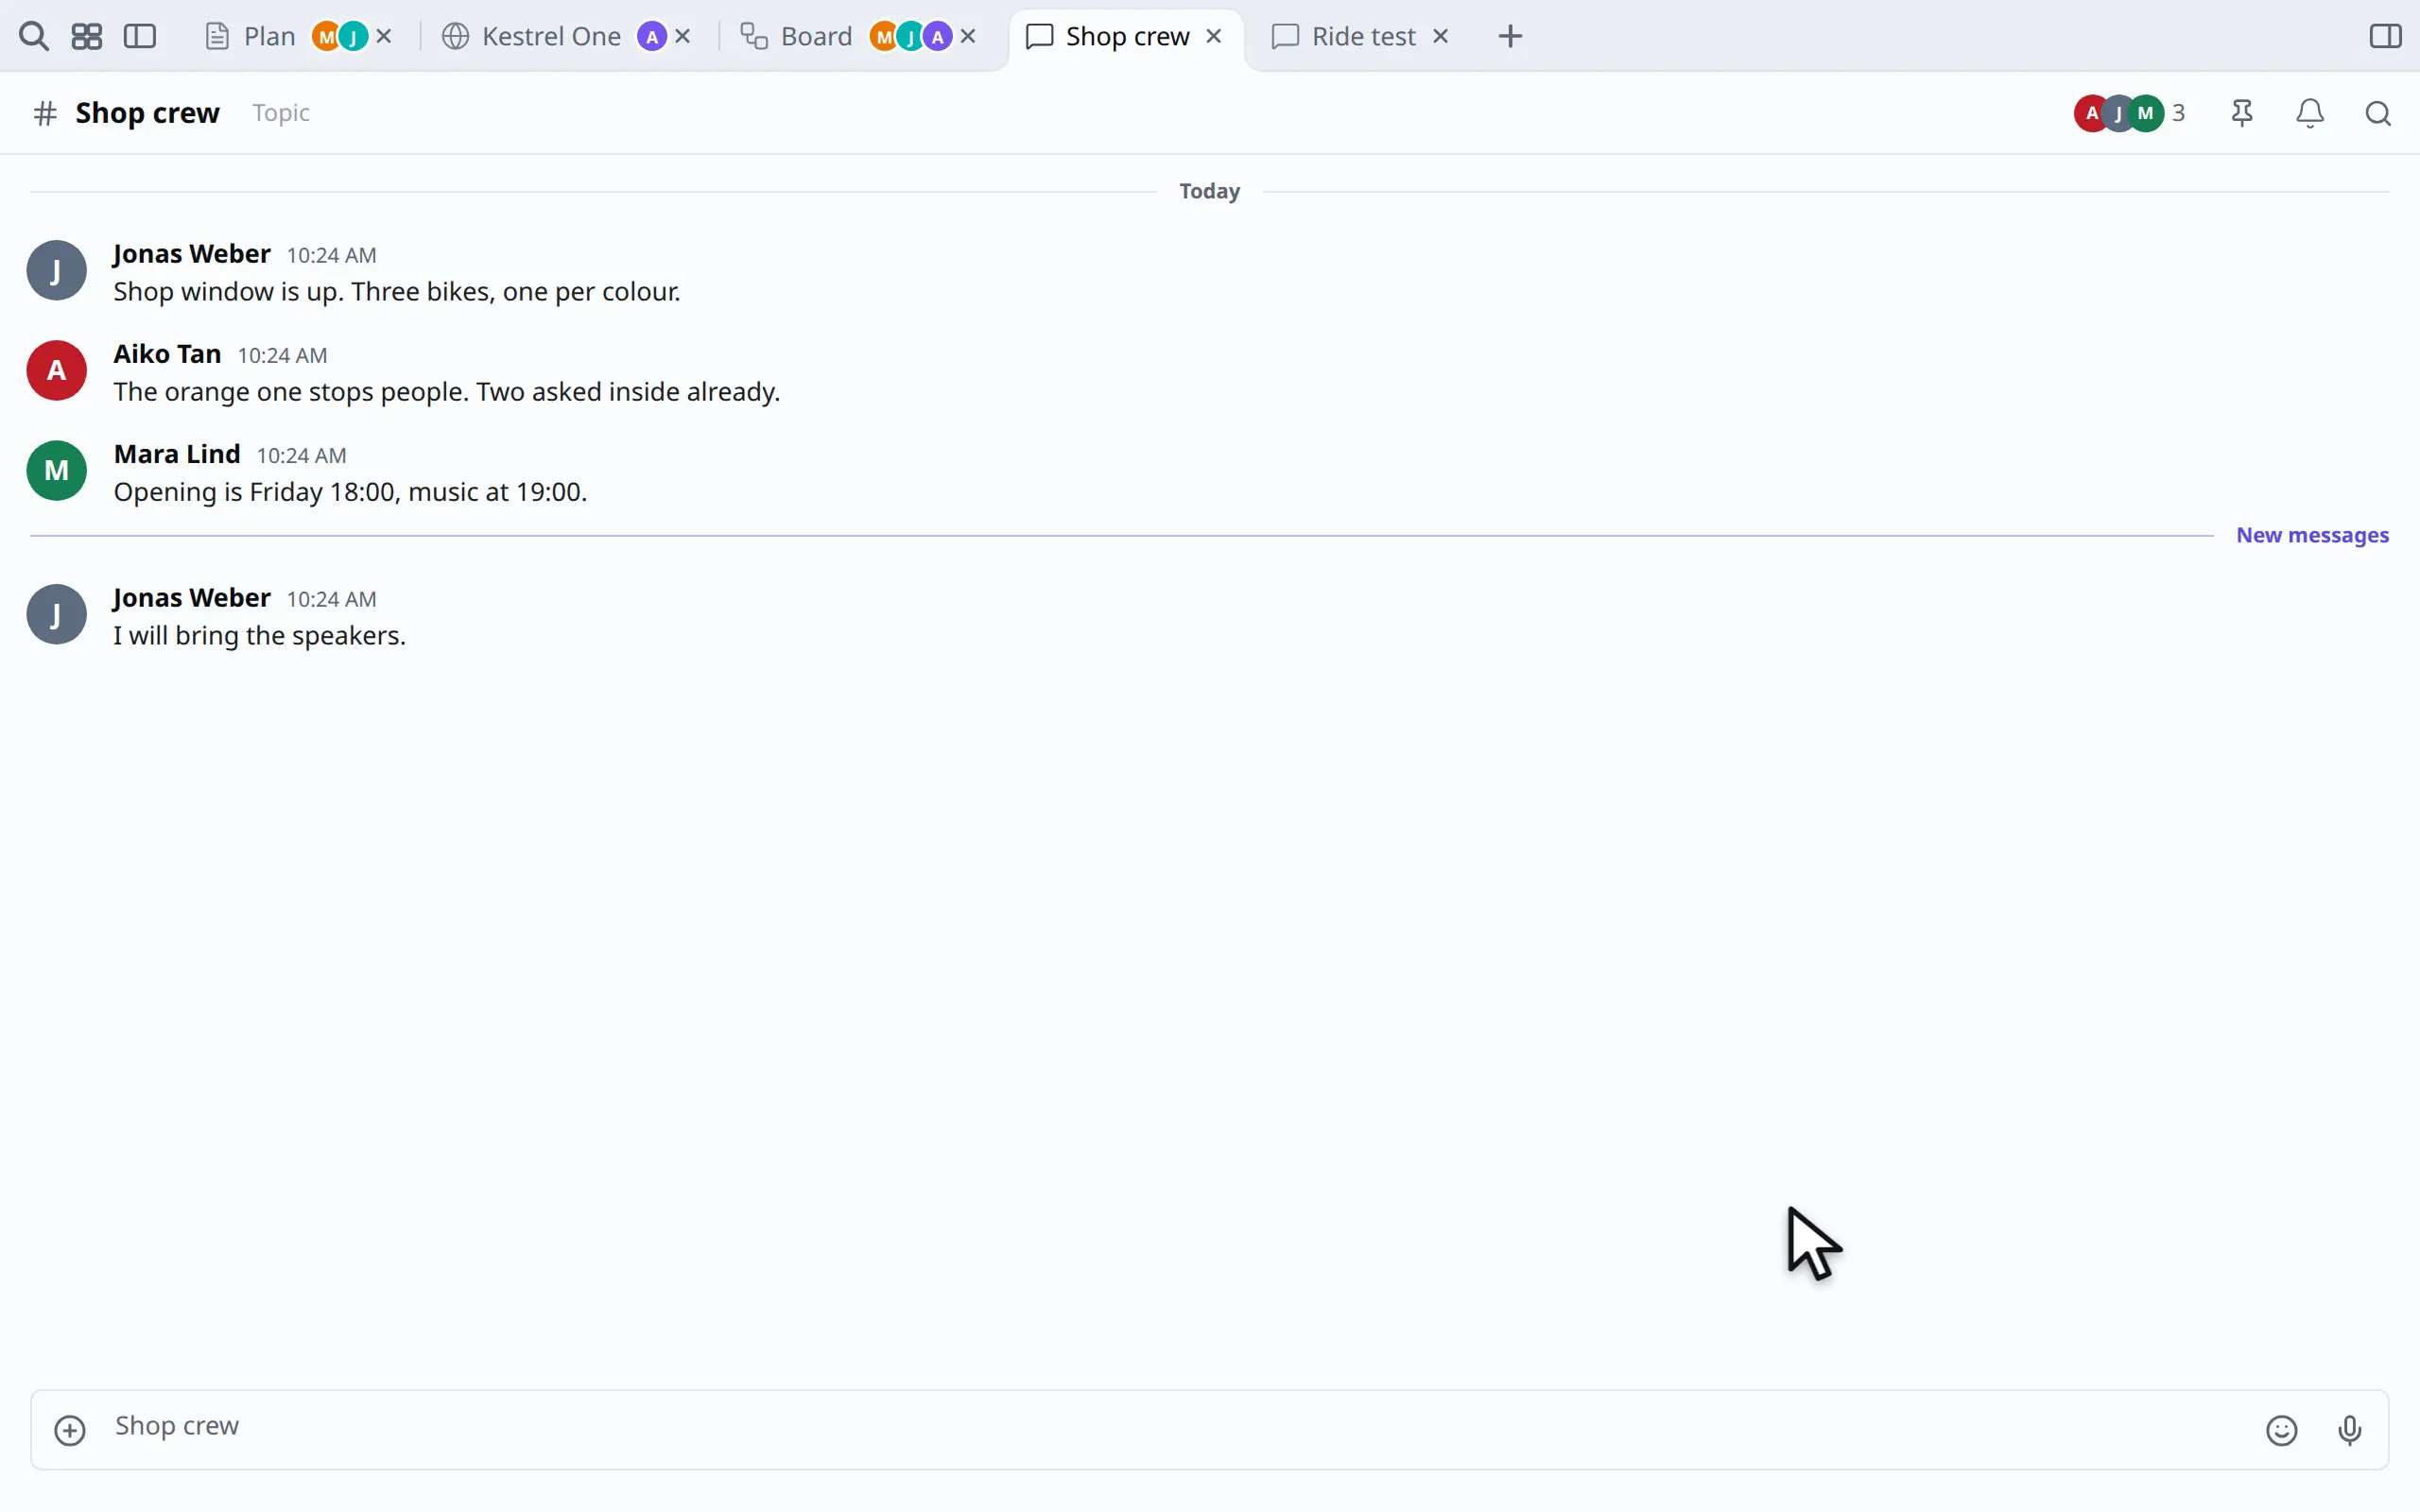 Plan M J
Kestrel One A
Board M J A
Shop crew
Ride test
# Shop crew Topic
A J M 3
Today
J
Jonas Weber 10:24 AM
Shop window is up. Three bikes, one per colour.
A
Aiko Tan 10:24 AM
The orange one stops people. Two asked inside already.
M
Mara Lind 10:24 AM
Opening is Friday 18:00, music at 19:00.
New messages
J
Jonas Weber 10:24 AM
I will bring the speakers.
Shop crew